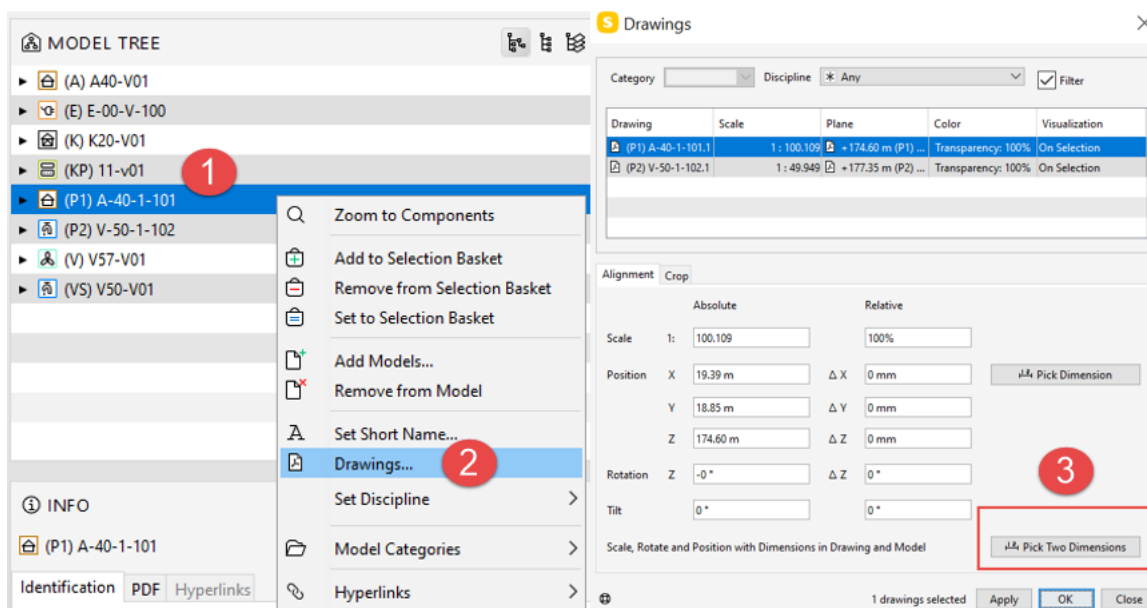 MODEL TREE
(A) A40-V01
(E) E-00-V-100
(K) K20-V01
(KP) 11-v01
1
(P1) A-40-1-101
(P2) V-50-1-102
(V) V57-V01
(VS) V50-V01
Zoom to Components
Add to Selection Basket
Remove from Selection Basket
Set to Selection Basket
Add Models...
Remove from Model
Set Short Name...
Drawings...
2
Set Discipline
Model Categories
Hyperlinks
INFO
(P1) A-40-1-101
Identification PDF Hyperlinks
S Drawings
Category Discipline Any Filter
Drawing Scale Plane Color Visualization
(P1) A-40-1-101.1 1 : 100.109 +174.60 m (P1) ... Transparency: 100% On Selection
(P2) V-50-1-102.1 1 : 49.949 +177.35 m (P2) ... Transparency: 100% On Selection
Alignment Crop
Absolute Relative
Scale 1: 100.109 100%
Position X 19.39 m Δ X 0 mm Pick Dimension
Y 18.85 m Δ Y 0 mm
Z 174.60 m Δ Z 0 mm
Rotation Z -0 ° Δ Z 0 °
3
Tilt 0 ° 0 °
Scale, Rotate and Position with Dimensions in Drawing and Model Pick Two Dimensions
1 drawings selected Apply OK Close